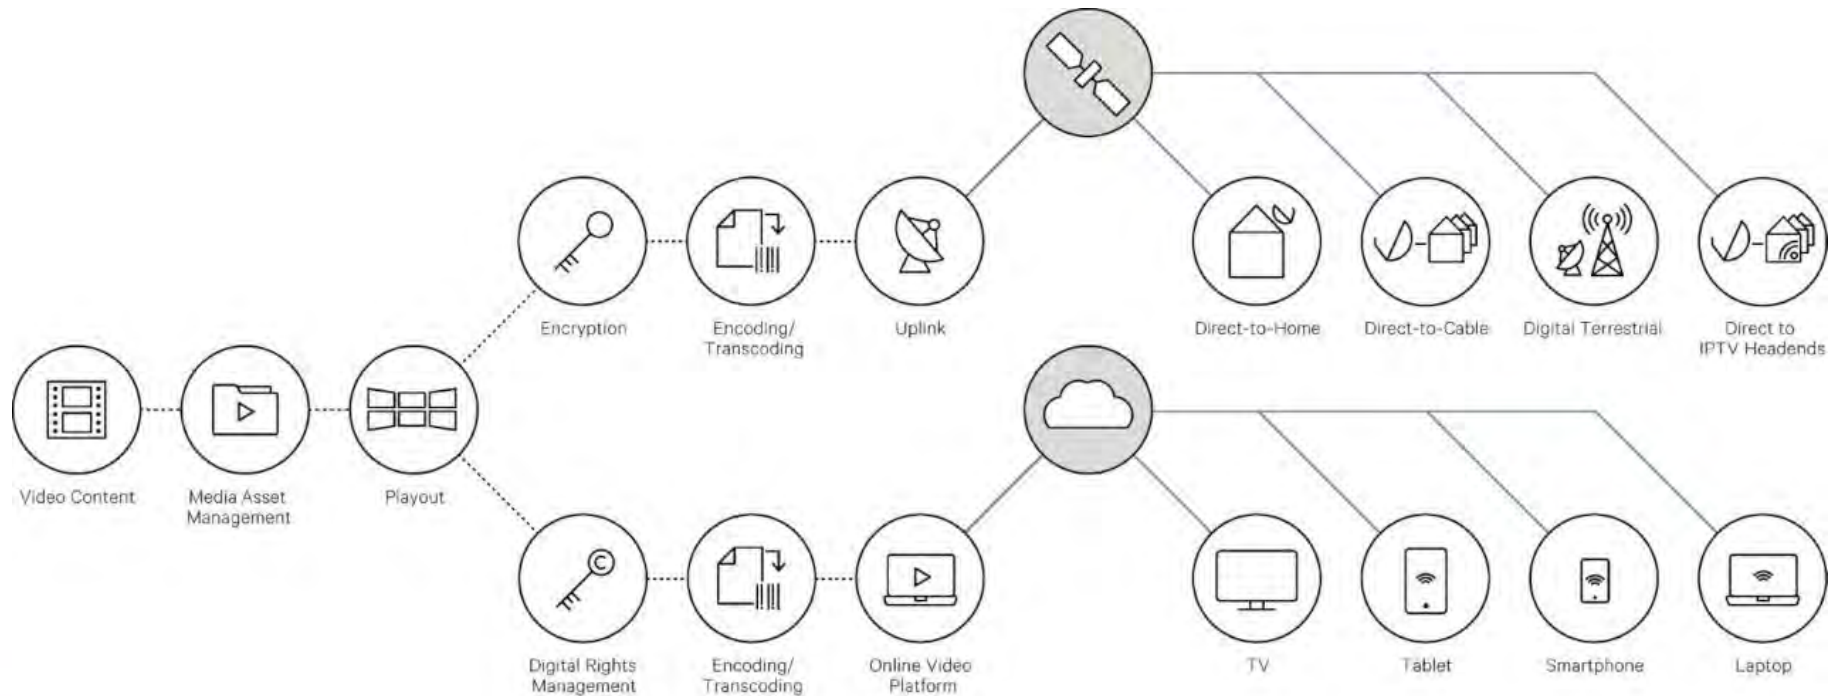 Encryption
Encoding/
Transcoding
Uplink
Direct-to-Home
Direct-to-Cable
Digital Terrestrial
Direct to
IPTV Headends
Video Content
Media Asset
Management
Playout
Digital Rights
Management
Encoding/
Transcoding
Online Video
Platform
TV
Tablet
Smartphone
Laptop